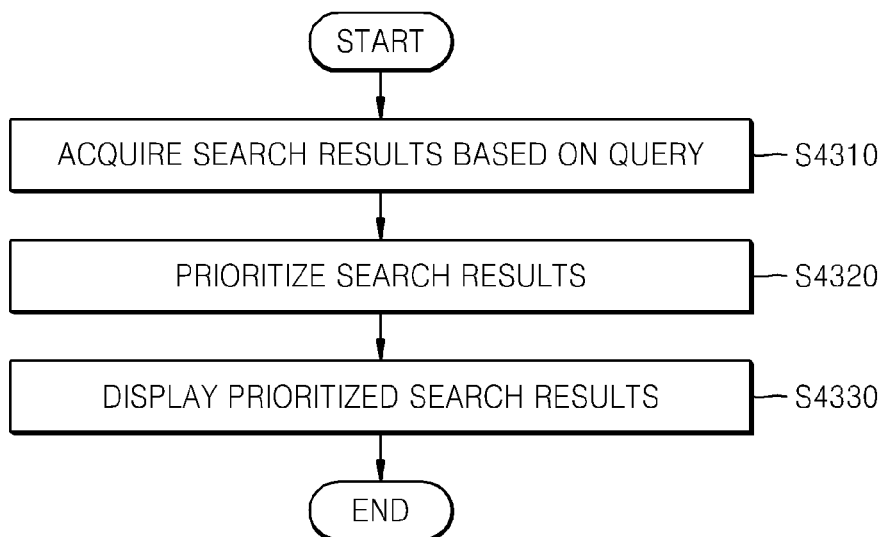 START
ACQUIRE SEARCH RESULTS BASED ON QUERY
S4310
PRIORITIZE SEARCH RESULTS
S4320
DISPLAY PRIORITIZED SEARCH RESULTS
S4330
END